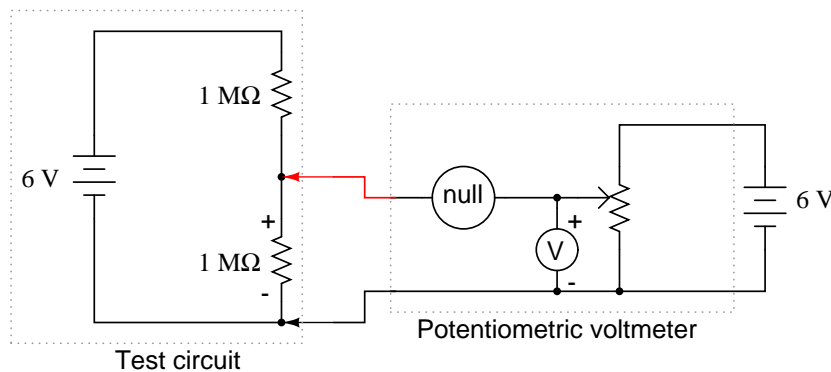 1 MΩ
6 V
+
1 MΩ
-
Test circuit
null
+
V
-
6 V
Potentiometric voltmeter